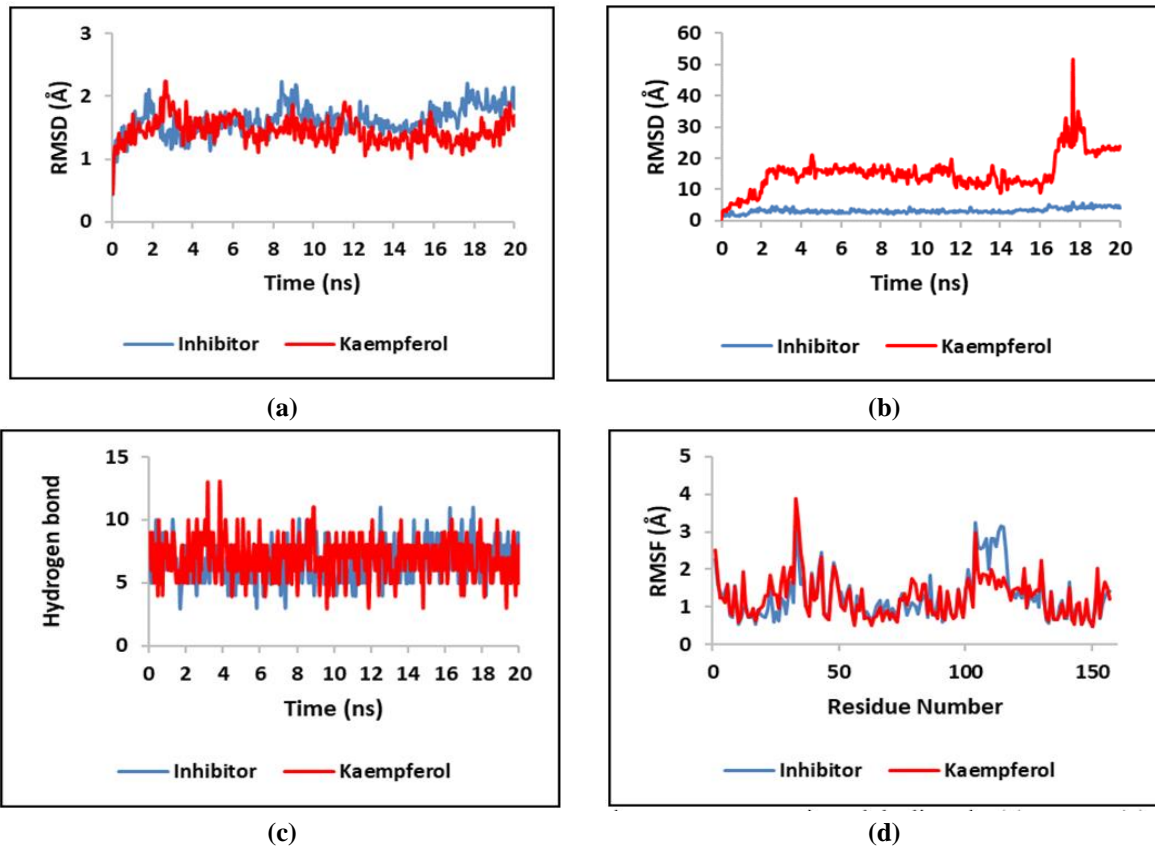 3
2
1
0
RMSD (Å)
0 2 4 6 8 10 12 14 16 18 20
Time (ns)
Inhibitor Kaempferol
(a)
60
50
40
30
20
10
0
RMSD (Å)
0 2 4 6 8 10 12 14 16 18 20
Time (ns)
Inhibitor Kaempferol
(b)
15
10
5
0
Hydrogen bond
0 2 4 6 8 10 12 14 16 18 20
Time (ns)
Inhibitor Kaempferol
(c)
5
4
3
2
1
0
RMSF (Å)
0 50 100 150
Residue Number
Inhibitor Kaempferol
(d)